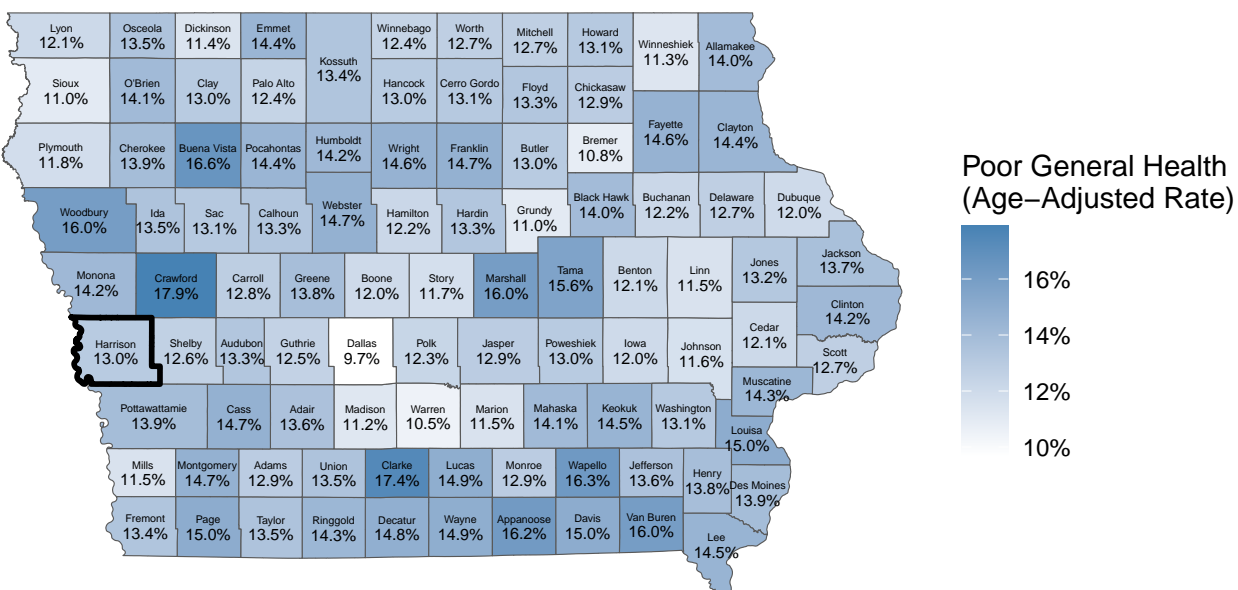 Lyon
12.1%
Osceola
13.5%
Dickinson
11.4%
Emmet
14.4%
Kossuth
13.4%
Winnebago
12.4%
Worth
12.7%
Mitchell
12.7%
Howard
13.1%
Winneshiek
11.3%
Allamakee
14.0%
Sioux
11.0%
O'Brien
14.1%
Clay
13.0%
Palo Alto
12.4%
Hancock
13.0%
Cerro Gordo
13.1%
Floyd
13.3%
Chickasaw
12.9%
Fayette
14.6%
Clayton
14.4%
Plymouth
11.8%
Cherokee
13.9%
Buena Vista
16.6%
Pocahontas
14.4%
Humboldt
14.2%
Wright
14.6%
Franklin
14.7%
Butler
13.0%
Bremer
10.8%
Woodbury
16.0%
Ida
13.5%
Sac
13.1%
Calhoun
13.3%
Webster
14.7%
Hamilton
12.2%
Hardin
13.3%
Grundy
11.0%
Black Hawk
14.0%
Buchanan
12.2%
Delaware
12.7%
Dubuque
12.0%
Monona
14.2%
Crawford
17.9%
Carroll
12.8%
Greene
13.8%
Boone
12.0%
Story
11.7%
Marshall
16.0%
Tama
15.6%
Benton
12.1%
Linn
11.5%
Jones
13.2%
Jackson
13.7%
Clinton
14.2%
Harrison
13.0%
Shelby
12.6%
Audubon
13.3%
Guthrie
12.5%
Dallas
9.7%
Polk
12.3%
Jasper
12.9%
Poweshiek
13.0%
Iowa
12.0%
Johnson
11.6%
Cedar
12.1%
Scott
12.7%
Muscatine
14.3%
Pottawattamie
13.9%
Cass
14.7%
Adair
13.6%
Madison
11.2%
Warren
10.5%
Marion
11.5%
Mahaska
14.1%
Keokuk
14.5%
Washington
13.1%
Louisa
15.0%
Mills
11.5%
Montgomery
14.7%
Adams
12.9%
Union
13.5%
Clarke
17.4%
Lucas
14.9%
Monroe
12.9%
Wapello
16.3%
Jefferson
13.6%
Henry
13.8%
Des Moines
13.9%
Fremont
13.4%
Page
15.0%
Taylor
13.5%
Ringgold
14.3%
Decatur
14.8%
Wayne
14.9%
Appanoose
16.2%
Davis
15.0%
Van Buren
16.0%
Lee
14.5%
Poor General Health
(Age−Adjusted Rate)
16%
14%
12%
10%